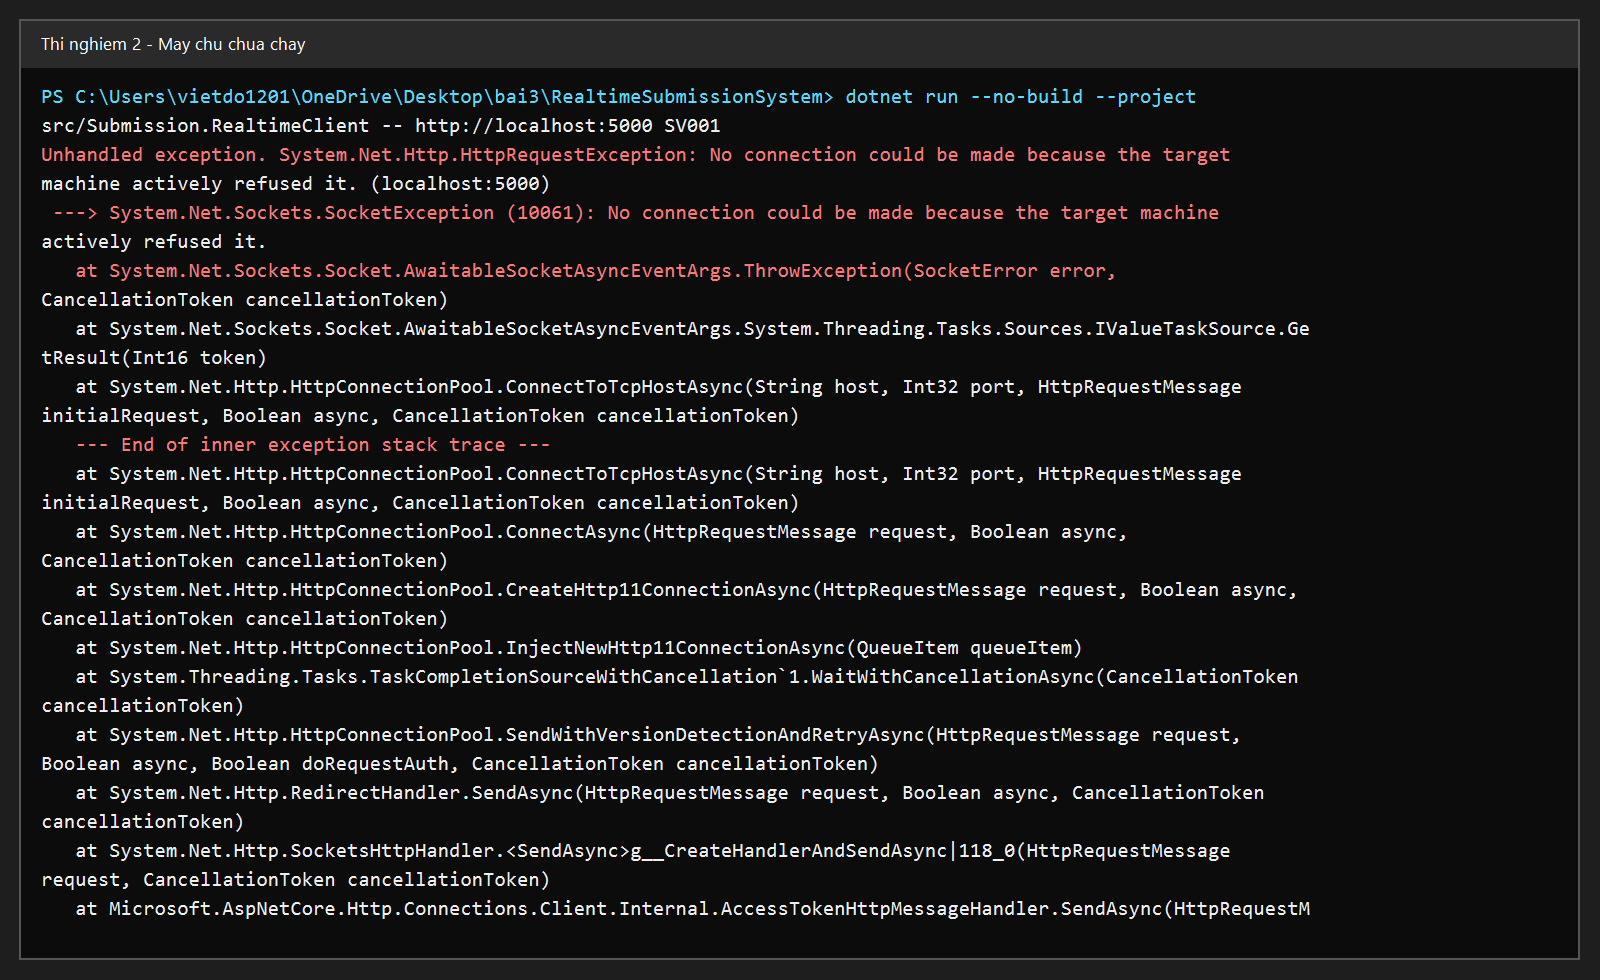 Thi nghiem 2 - May chu chua chay
PS C:\Users\vietdo1201\OneDrive\Desktop\bai3\RealtimeSubmissionSystem> dotnet run --no-build --project
src/Submission.RealtimeClient -- http://localhost:5000 SV001
Unhandled exception. System.Net.Http.HttpRequestException: No connection could be made because the target
machine actively refused it. (localhost:5000)
 ---> System.Net.Sockets.SocketException (10061): No connection could be made because the target machine
actively refused it.
   at System.Net.Sockets.Socket.AwaitableSocketAsyncEventArgs.ThrowException(SocketError error,
CancellationToken cancellationToken)
   at System.Net.Sockets.Socket.AwaitableSocketAsyncEventArgs.System.Threading.Tasks.Sources.IValueTaskSource.Ge
tResult(Int16 token)
   at System.Net.Http.HttpConnectionPool.ConnectToTcpHostAsync(String host, Int32 port, HttpRequestMessage
initialRequest, Boolean async, CancellationToken cancellationToken)
   --- End of inner exception stack trace ---
   at System.Net.Http.HttpConnectionPool.ConnectToTcpHostAsync(String host, Int32 port, HttpRequestMessage
initialRequest, Boolean async, CancellationToken cancellationToken)
   at System.Net.Http.HttpConnectionPool.ConnectAsync(HttpRequestMessage request, Boolean async,
CancellationToken cancellationToken)
   at System.Net.Http.HttpConnectionPool.CreateHttp11ConnectionAsync(HttpRequestMessage request, Boolean async,
CancellationToken cancellationToken)
   at System.Net.Http.HttpConnectionPool.InjectNewHttp11ConnectionAsync(QueueItem queueItem)
   at System.Threading.Tasks.TaskCompletionSourceWithCancellation`1.WaitWithCancellationAsync(CancellationToken
cancellationToken)
   at System.Net.Http.HttpConnectionPool.SendWithVersionDetectionAndRetryAsync(HttpRequestMessage request,
Boolean async, Boolean doRequestAuth, CancellationToken cancellationToken)
   at System.Net.Http.RedirectHandler.SendAsync(HttpRequestMessage request, Boolean async, CancellationToken
cancellationToken)
   at System.Net.Http.SocketsHttpHandler.<SendAsync>g__CreateHandlerAndSendAsync|118_0(HttpRequestMessage
request, CancellationToken cancellationToken)
   at Microsoft.AspNetCore.Http.Connections.Client.Internal.AccessTokenHttpMessageHandler.SendAsync(HttpRequestM